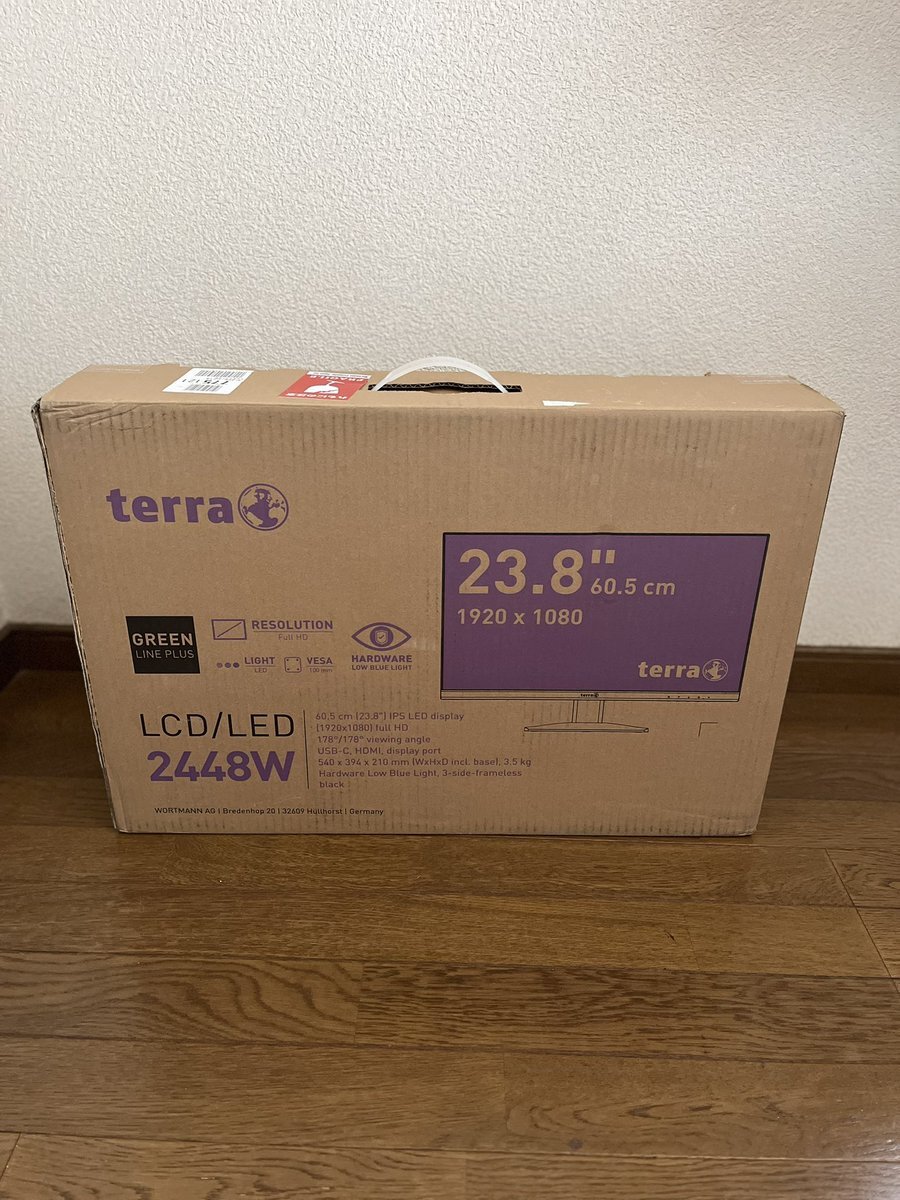 terra
23.8"
60.5 cm
1920 x 1080
terra
terra
GREEN
LINE PLUS
RESOLUTION
Full HD
LIGHT
LED
VESA
100 mm
HARDWARE
LOW BLUE LIGHT
LCD/LED
2448W
60,5 cm (23,8") IPS LED display
(1920x1080) full HD
178°/178° viewing angle
USB-C, HDMI, display port
540 x 394 x 210 mm (WxHxD incl. base), 3,5 kg
Hardware Low Blue Light, 3-side-frameless
black
WORTMANN AG | Bredenhop 20 | 32609 Hüllhorst | Germany